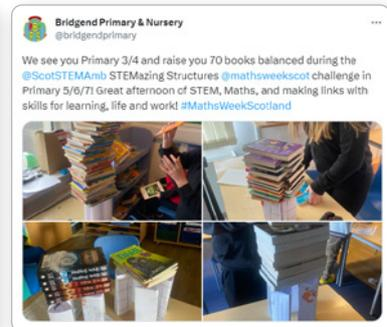 Bridgend Primary & Nursery
@bridgendprimary
We see you Primary 3/4 and raise you 70 books balanced during the
@ScotSTEMAmb STEMazing Structures @mathsweekscot challenge in
Primary 5/6/7! Great afternoon of STEM, Maths, and making links with
skills for learning, life and work! #MathsWeekScotland